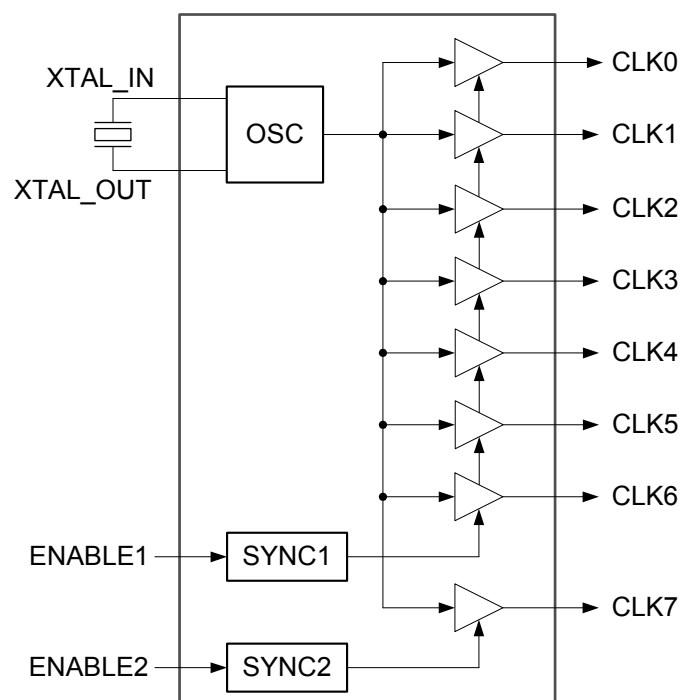 CLK0
XTAL_IN
OSC
CLK1
XTAL_OUT
CLK2
CLK3
CLK4
CLK5
CLK6
ENABLE1
SYNC1
CLK7
ENABLE2
SYNC2